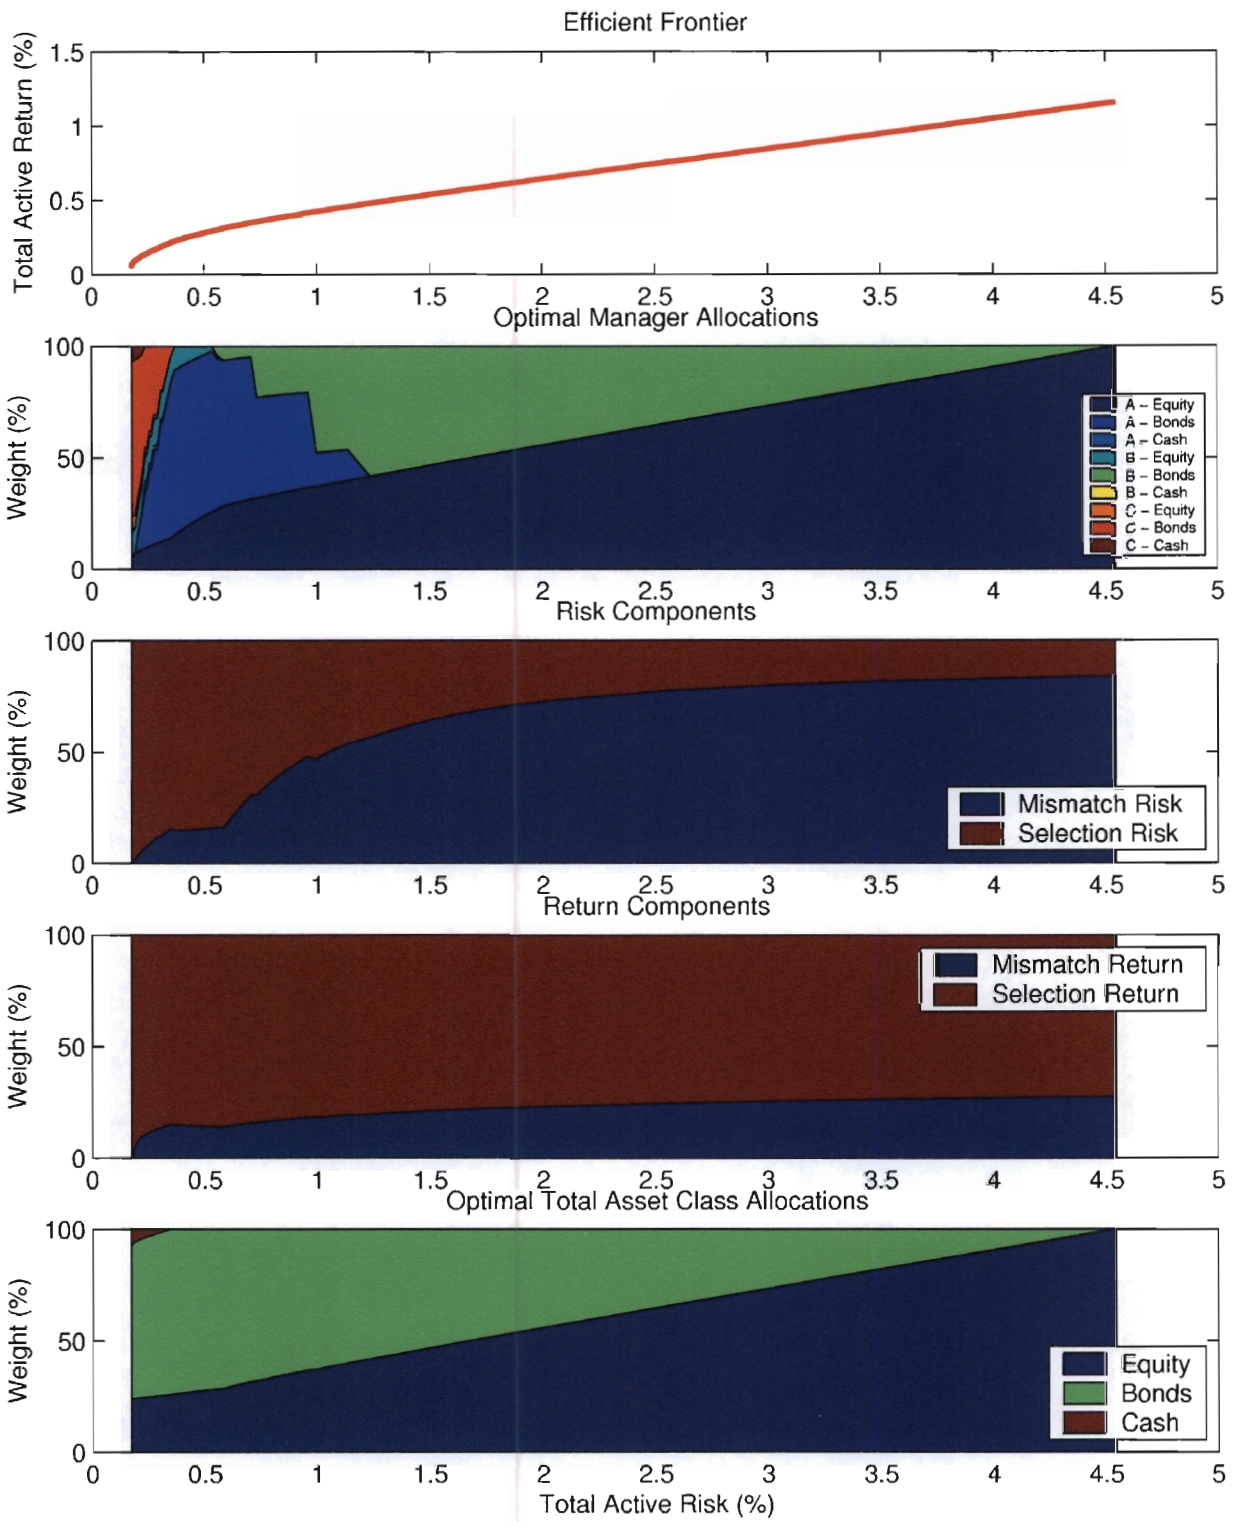 Efficient Frontier
Total Active Return (%)
1.5
1
0.5
0
0 0.5 1 1.5 2 2.5 3 3.5 4 4.5 5
Optimal Manager Allocations
Weight (%)
100
50
0
A – Equity
A – Bonds
A – Cash
B – Equity
B – Bonds
B – Cash
C – Equity
C – Bonds
C – Cash
0 0.5 1 1.5 2 2.5 3 3.5 4 4.5 5
Risk Components
Weight (%)
100
50
0
Mismatch Risk
Selection Risk
0 0.5 1 1.5 2 2.5 3 3.5 4 4.5 5
Return Components
Weight (%)
100
50
0
Mismatch Return
Selection Return
0 0.5 1 1.5 2 2.5 3 3.5 4 4.5 5
Optimal Total Asset Class Allocations
Weight (%)
100
50
0
Equity
Bonds
Cash
0 0.5 1 1.5 2 2.5 3 3.5 4 4.5 5
Total Active Risk (%)